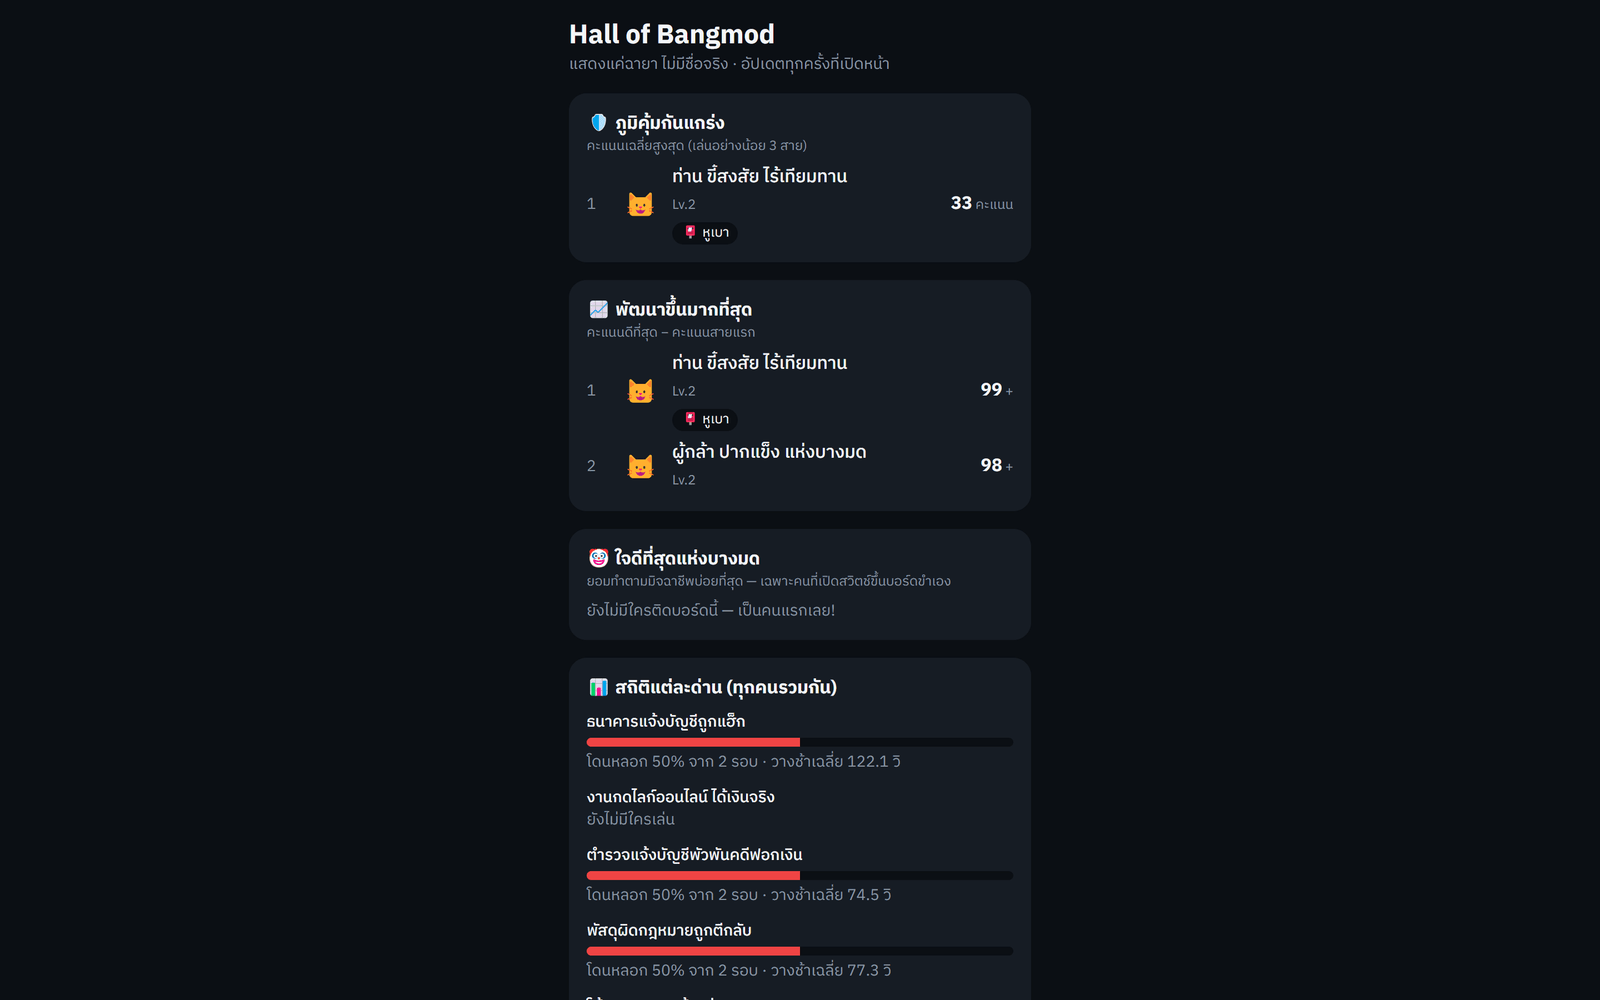 Hall of Bangmod
แสดงแค่ฉายา ไม่มีชื่อจริง · อัปเดตทุกครั้งที่เปิดหน้า
ภูมิคุ้มกันแกร่ง
คะแนนเฉลี่ยสูงสุด (เล่นอย่างน้อย 3 สาย)
1
ท่าน ขี้สงสัย ไร้เทียมทาน
Lv.2
หูเบา
33 คะแนน
พัฒนาขึ้นมากที่สุด
คะแนนดีที่สุด − คะแนนสายแรก
1
ท่าน ขี้สงสัย ไร้เทียมทาน
Lv.2
หูเบา
99 +
2
ผู้กล้า ปากแข็ง แห่งบางมด
Lv.2
98 +
ใจดีที่สุดแห่งบางมด
ยอมทำตามมิจฉาชีพบ่อยที่สุด — เฉพาะคนที่เปิดสวิตช์ขึ้นบอร์ดขำเอง
ยังไม่มีใครติดบอร์ดนี้ — เป็นคนแรกเลย!
สถิติแต่ละด่าน (ทุกคนรวมกัน)
ธนาคารแจ้งบัญชีถูกแฮ็ก
โดนหลอก 50% จาก 2 รอบ · วางช้าเฉลี่ย 122.1 วิ
งานกดไลก์ออนไลน์ ได้เงินจริง
ยังไม่มีใครเล่น
ตำรวจแจ้งบัญชีพัวพันคดีฟอกเงิน
โดนหลอก 50% จาก 2 รอบ · วางช้าเฉลี่ย 74.5 วิ
พัสดุผิดกฎหมายถูกตีกลับ
โดนหลอก 50% จาก 2 รอบ · วางช้าเฉลี่ย 77.3 วิ